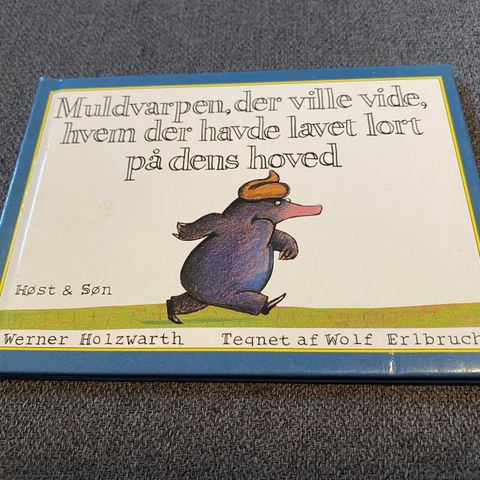 Muldvarpen, der ville vide,
hvem der havde lavet lort
på dens hoved
Høst & Søn
Werner Holzwarth Tegnet af Wolf Erlbruch